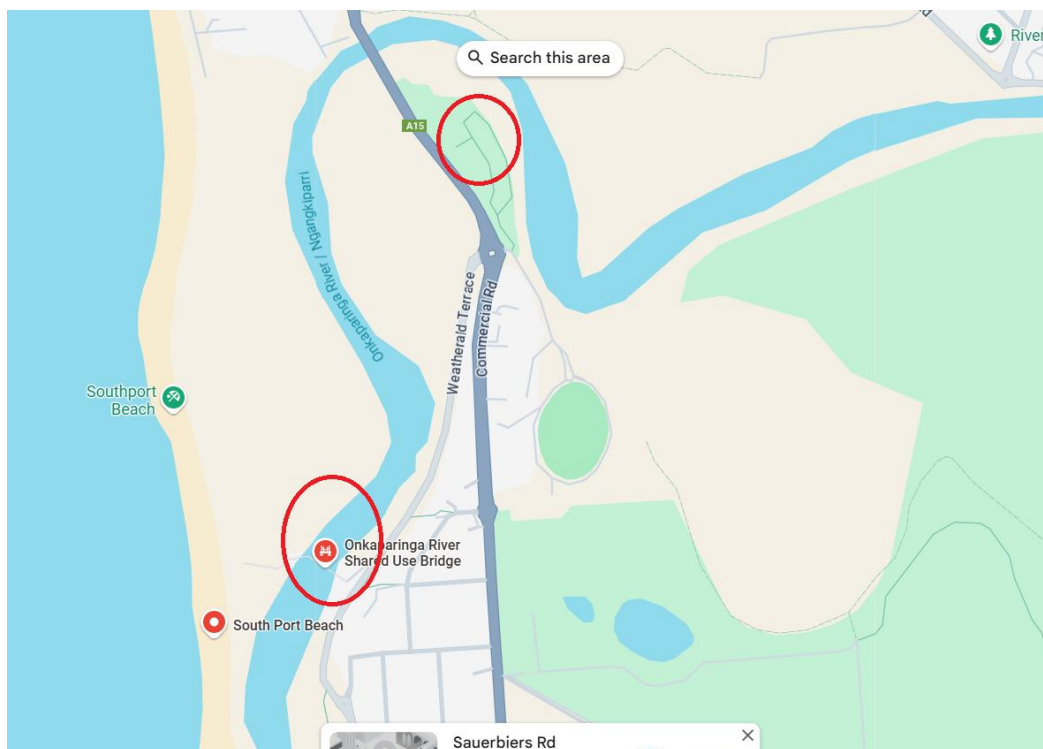 Search this area
River
A15
Onkaparinga River / Ngangkiparri
Weatherald Terrace
Commercial Rd
Southport
Beach
Onkaparinga River
Shared Use Bridge
South Port Beach
Sauerbiers Rd